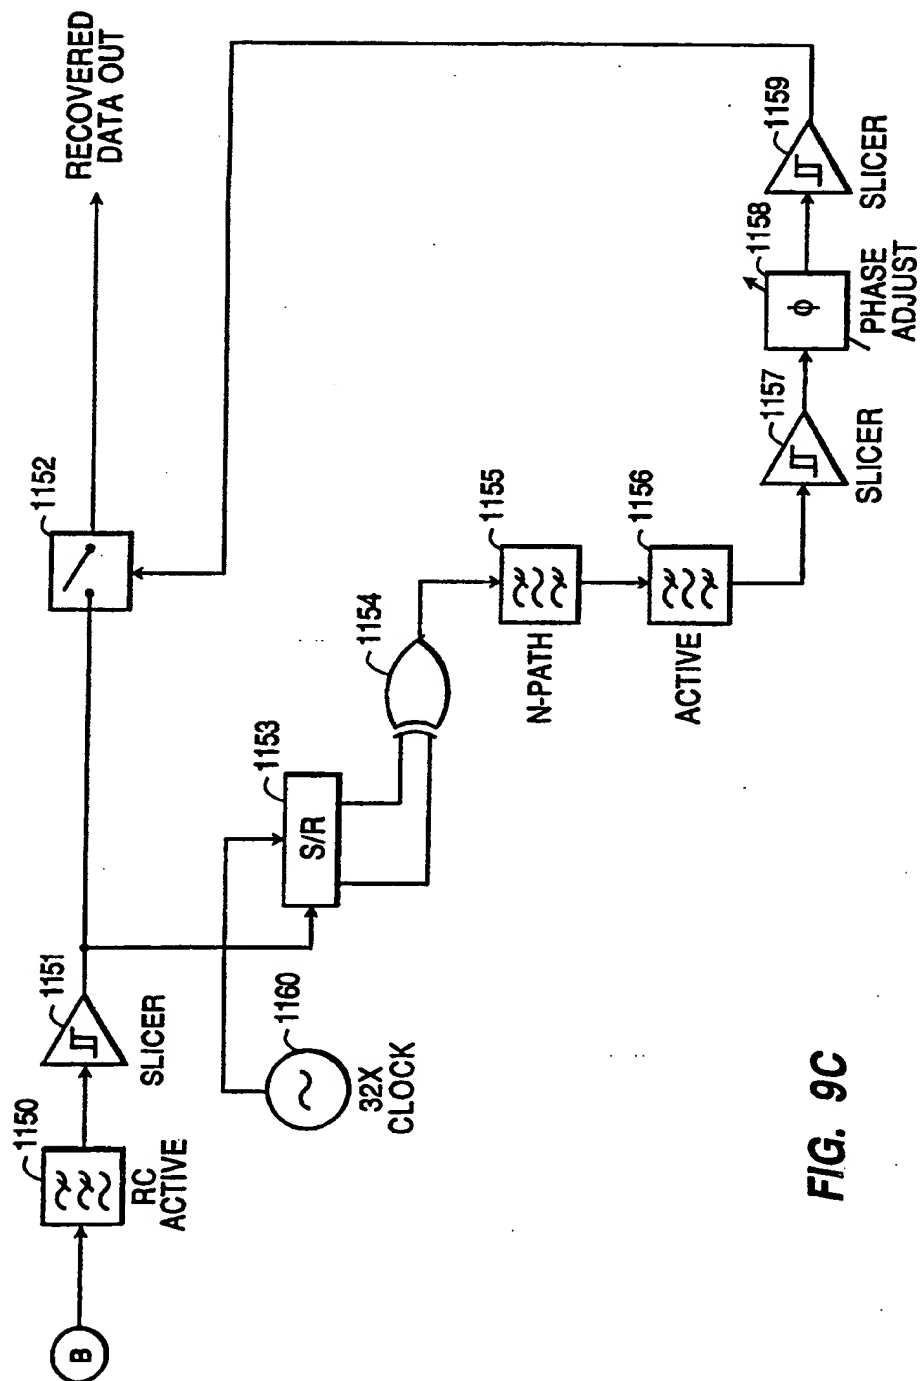 B
1150
RC
ACTIVE
1151
SLICER
1152
RECOVERED
DATA OUT
1160
32X
CLOCK
1153
S/R
1154
1155
N-PATH
1156
ACTIVE
1157
SLICER
1158
ϕ
PHASE
ADJUST
1159
SLICER
FIG. 9C